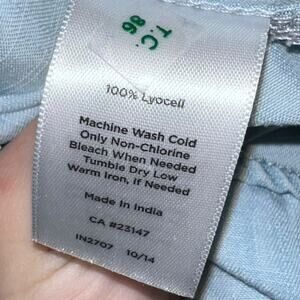 T.C.
86
100% Lyocell
Machine Wash Cold
Only Non-Chlorine
Bleach When Needed
Tumble Dry Low
Warm Iron, If Needed
Made In India
CA #23147
IN2707 10/14